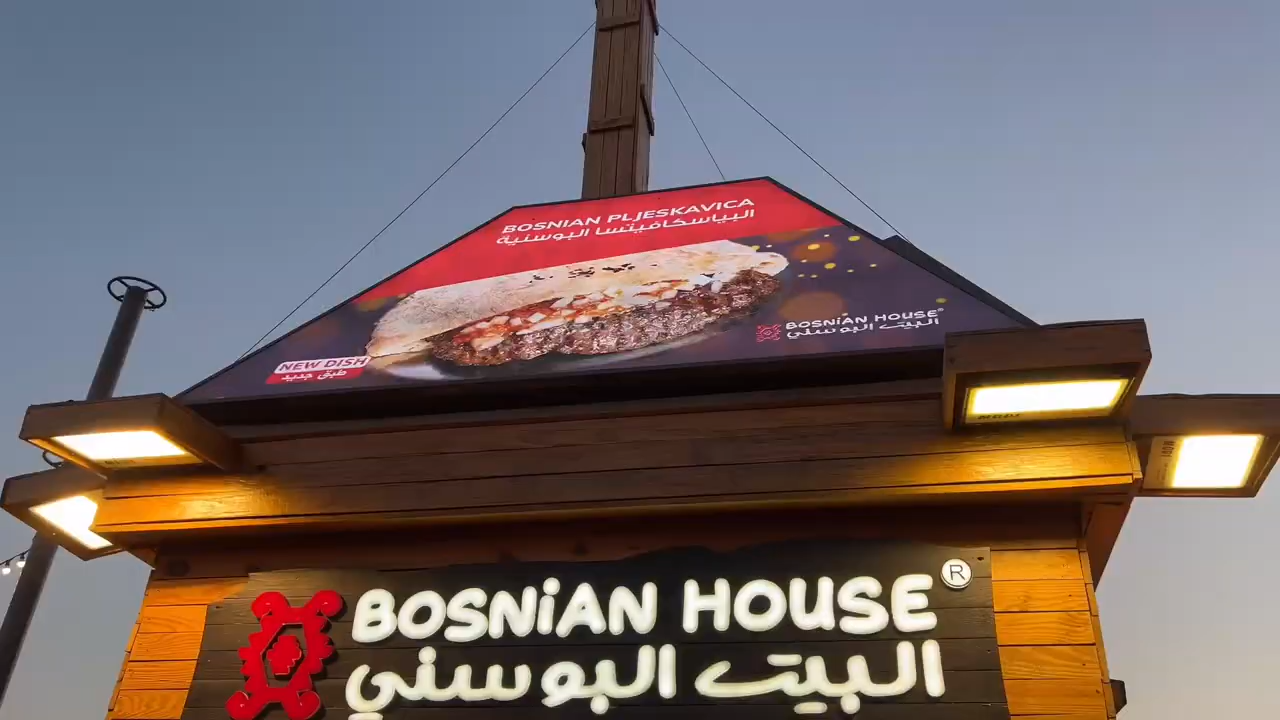 BOSNIAN PLJESKAVICA
البياسكافيتسا البوسنية
NEW DISH
طبق جديد
BOSNiAN HOUSE®
البيت البوسني
BOSNiAN HOUSE ®
البيت البوسني